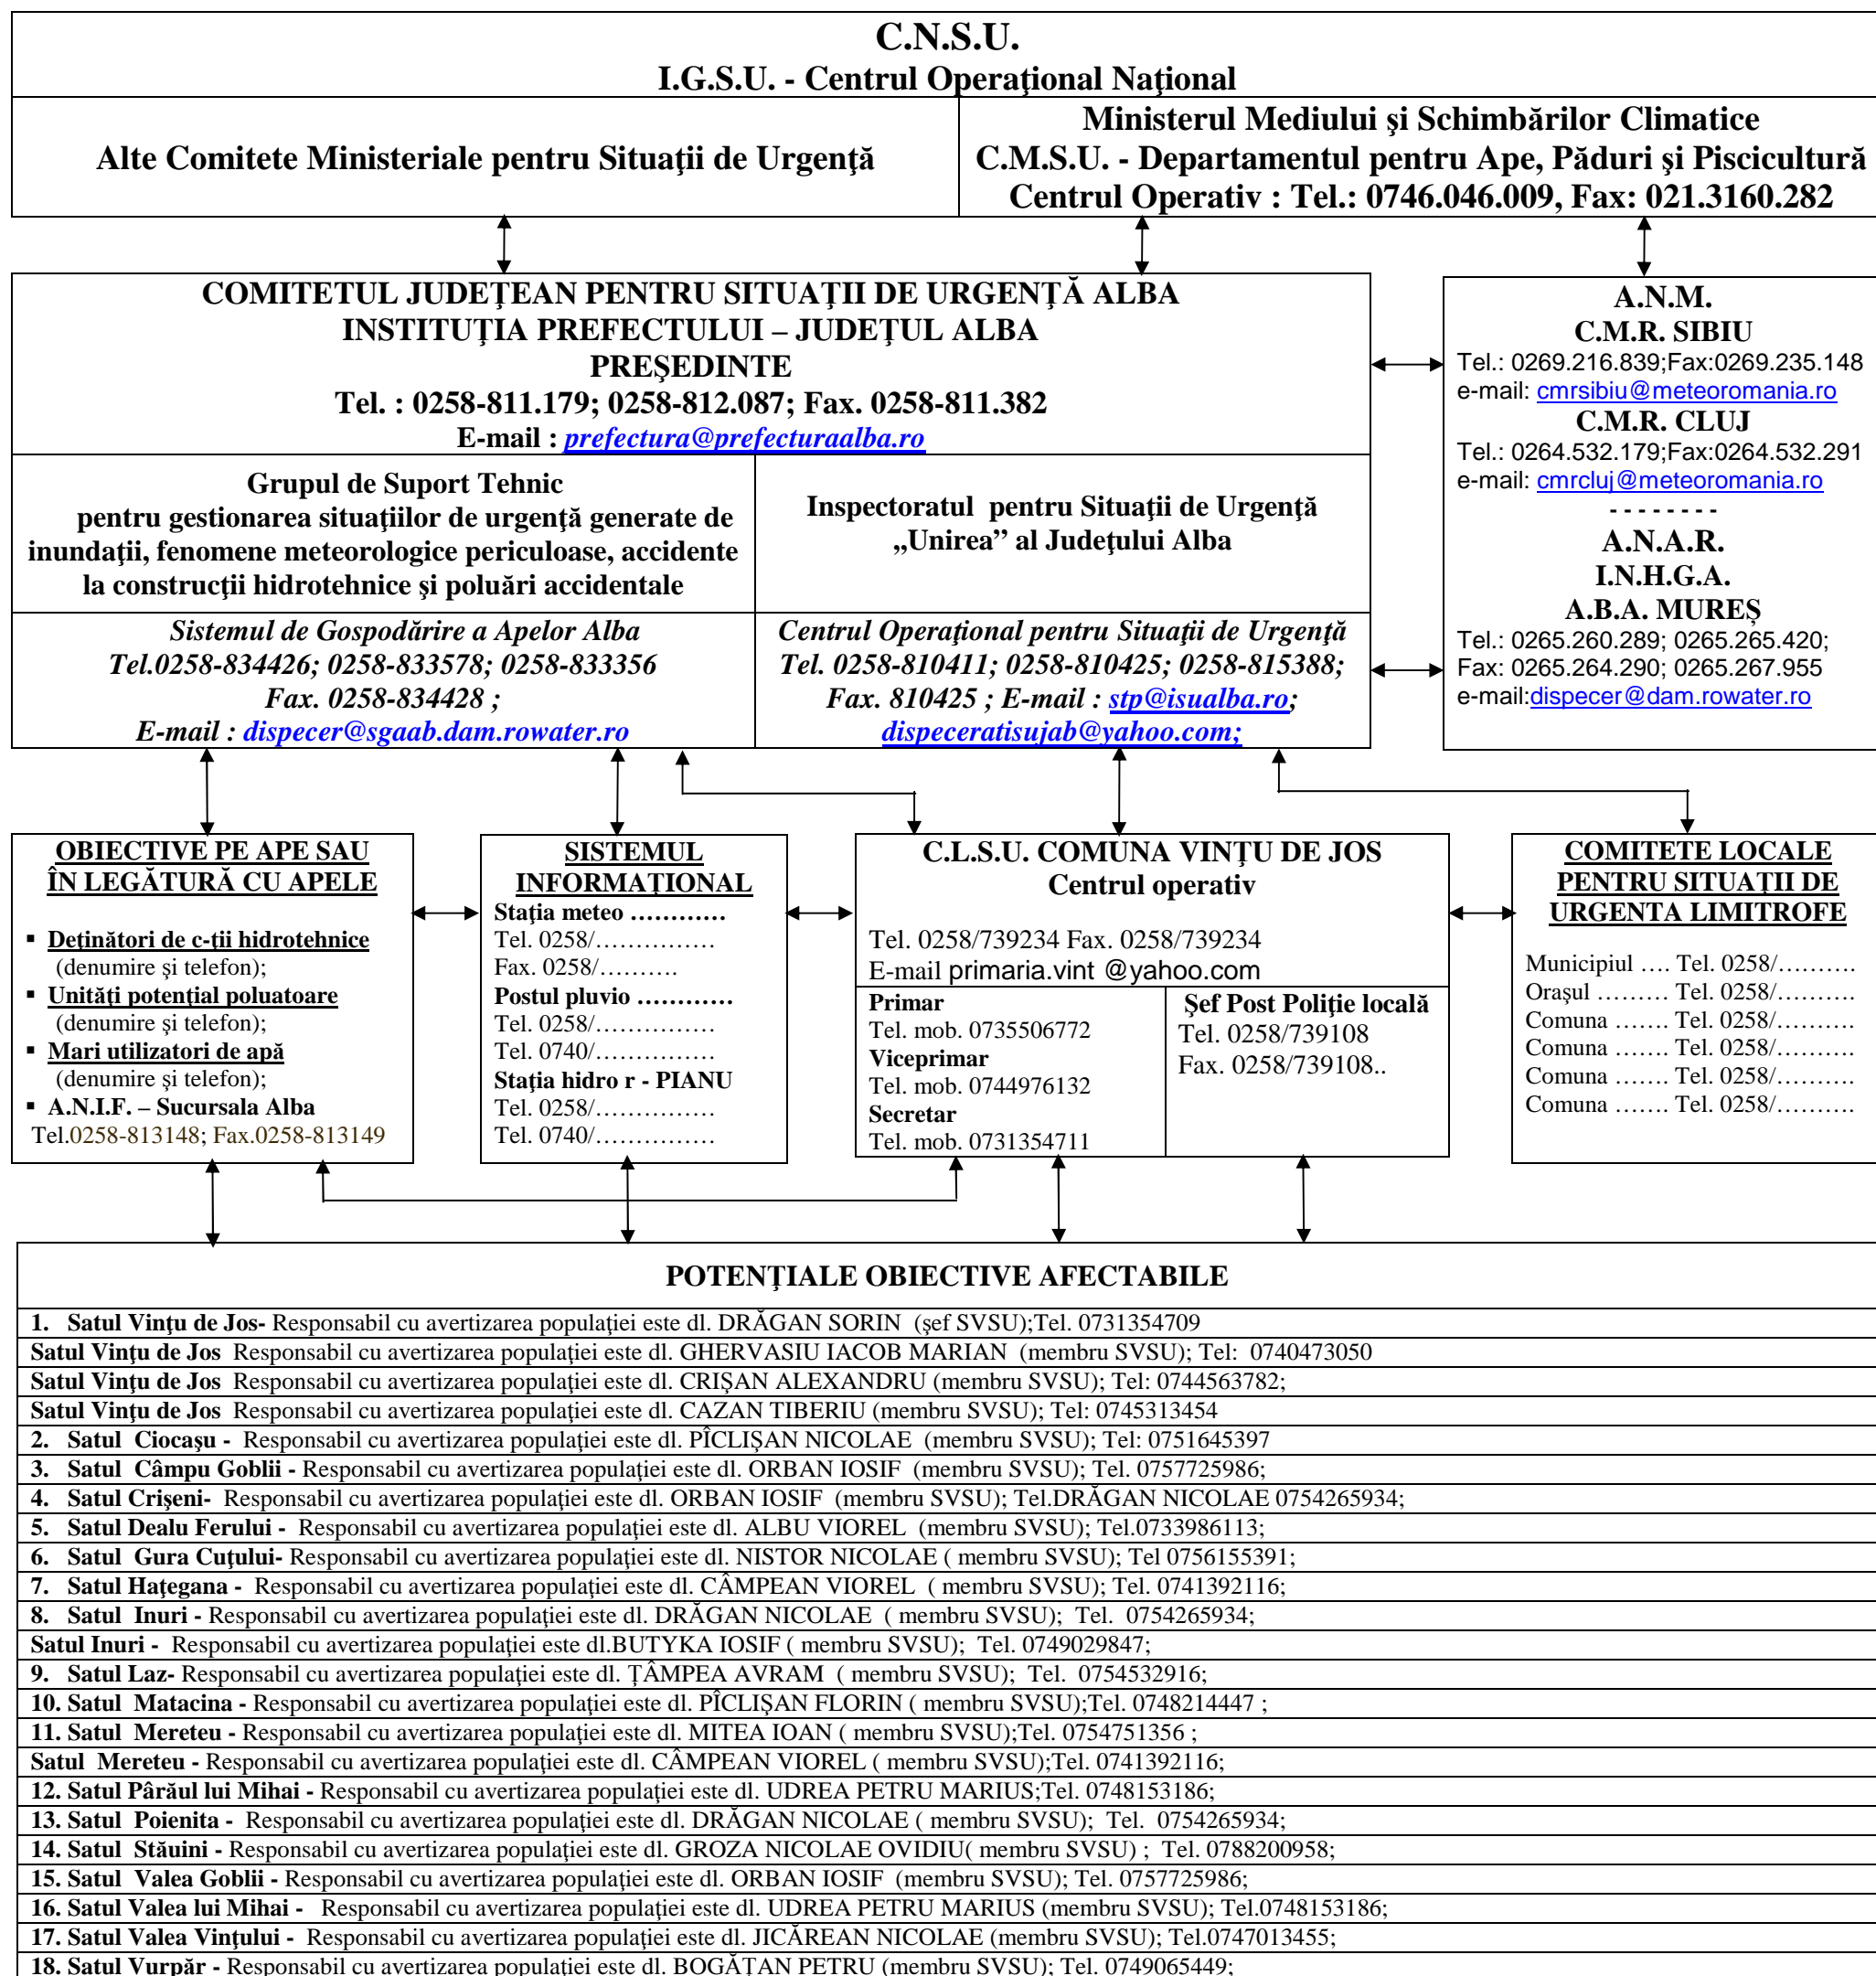 C.N.S.U.
I.G.S.U. - Centrul Operaţional Naţional
Alte Comitete Ministeriale pentru Situaţii de Urgenţă
Ministerul Mediului şi Schimbărilor Climatice
C.M.S.U. - Departamentul pentru Ape, Păduri şi Piscicultură
Centrul Operativ : Tel.: 0746.046.009, Fax: 021.3160.282
COMITETUL JUDEŢEAN PENTRU SITUAŢII DE URGENŢĂ ALBA
INSTITUŢIA PREFECTULUI – JUDEŢUL ALBA
PREŞEDINTE
Tel. : 0258-811.179; 0258-812.087; Fax. 0258-811.382
E-mail : prefectura@prefecturaalba.ro
Grupul de Suport Tehnic
pentru gestionarea situaţiilor de urgenţă generate de
inundaţii, fenomene meteorologice periculoase, accidente
la construcţii hidrotehnice şi poluări accidentale
Inspectoratul pentru Situaţii de Urgenţă
„Unirea” al Judeţului Alba
Sistemul de Gospodărire a Apelor Alba
Tel.0258-834426; 0258-833578; 0258-833356
Fax. 0258-834428 ;
E-mail : dispecer@sgaab.dam.rowater.ro
Centrul Operaţional pentru Situaţii de Urgenţă
Tel. 0258-810411; 0258-810425; 0258-815388;
Fax. 810425 ; E-mail : stp@isualba.ro;
dispeceratisujab@yahoo.com;
A.N.M.
C.M.R. SIBIU
Tel.: 0269.216.839;Fax:0269.235.148
e-mail: cmrsibiu@meteoromania.ro
C.M.R. CLUJ
Tel.: 0264.532.179;Fax:0264.532.291
e-mail: cmrcluj@meteoromania.ro
- - - - - - - -
A.N.A.R.
I.N.H.G.A.
A.B.A. MUREȘ
Tel.: 0265.260.289; 0265.265.420;
Fax: 0265.264.290; 0265.267.955
e-mail:dispecer@dam.rowater.ro
OBIECTIVE PE APE SAU
ÎN LEGĂTURĂ CU APELE
▪ Deţinători de c-ţii hidrotehnice
(denumire şi telefon);
▪ Unităţi potenţial poluatoare
(denumire şi telefon);
▪ Mari utilizatori de apă
(denumire şi telefon);
▪ A.N.I.F. – Sucursala Alba
Tel.0258-813148; Fax.0258-813149
SISTEMUL
INFORMAŢIONAL
Staţia meteo …………
Tel. 0258/……………
Fax. 0258/……….
Postul pluvio …………
Tel. 0258/……………
Tel. 0740/……………
Staţia hidro r - PIANU
Tel. 0258/……………
Tel. 0740/……………
C.L.S.U. COMUNA VINŢU DE JOS
Centrul operativ
Tel. 0258/739234 Fax. 0258/739234
E-mail primaria.vint @yahoo.com
Primar
Tel. mob. 0735506772
Viceprimar
Tel. mob. 0744976132
Secretar
Tel. mob. 0731354711
Şef Post Poliţie locală
Tel. 0258/739108
Fax. 0258/739108..
COMITETE LOCALE
PENTRU SITUAŢII DE
URGENTA LIMITROFE
Municipiul …. Tel. 0258/……….
Oraşul ……… Tel. 0258/……….
Comuna ……. Tel. 0258/……….
Comuna ……. Tel. 0258/……….
Comuna ……. Tel. 0258/……….
Comuna ……. Tel. 0258/……….
POTENŢIALE OBIECTIVE AFECTABILE
1. Satul Vinţu de Jos- Responsabil cu avertizarea populaţiei este dl. DRĂGAN SORIN (şef SVSU);Tel. 0731354709
Satul Vinţu de Jos Responsabil cu avertizarea populaţiei este dl. GHERVASIU IACOB MARIAN (membru SVSU); Tel: 0740473050
Satul Vinţu de Jos Responsabil cu avertizarea populaţiei este dl. CRIŞAN ALEXANDRU (membru SVSU); Tel: 0744563782;
Satul Vinţu de Jos Responsabil cu avertizarea populaţiei este dl. CAZAN TIBERIU (membru SVSU); Tel: 0745313454
2. Satul Ciocaşu - Responsabil cu avertizarea populaţiei este dl. PÎCLIŞAN NICOLAE (membru SVSU); Tel: 0751645397
3. Satul Câmpu Goblii - Responsabil cu avertizarea populaţiei este dl. ORBAN IOSIF (membru SVSU); Tel. 0757725986;
4. Satul Crişeni- Responsabil cu avertizarea populaţiei este dl. ORBAN IOSIF (membru SVSU); Tel.DRĂGAN NICOLAE 0754265934;
5. Satul Dealu Ferului - Responsabil cu avertizarea populaţiei este dl. ALBU VIOREL (membru SVSU); Tel.0733986113;
6. Satul Gura Cuţului- Responsabil cu avertizarea populaţiei este dl. NISTOR NICOLAE ( membru SVSU); Tel 0756155391;
7. Satul Haţegana - Responsabil cu avertizarea populaţiei este dl. CÂMPEAN VIOREL ( membru SVSU); Tel. 0741392116;
8. Satul Inuri - Responsabil cu avertizarea populaţiei este dl. DRĂGAN NICOLAE ( membru SVSU); Tel. 0754265934;
Satul Inuri - Responsabil cu avertizarea populaţiei este dl.BUTYKA IOSIF ( membru SVSU); Tel. 0749029847;
9. Satul Laz- Responsabil cu avertizarea populaţiei este dl. ŢÂMPEA AVRAM ( membru SVSU); Tel. 0754532916;
10. Satul Matacina - Responsabil cu avertizarea populaţiei este dl. PÎCLIŞAN FLORIN ( membru SVSU);Tel. 0748214447 ;
11. Satul Mereteu - Responsabil cu avertizarea populaţiei este dl. MITEA IOAN ( membru SVSU);Tel. 0754751356 ;
Satul Mereteu - Responsabil cu avertizarea populaţiei este dl. CÂMPEAN VIOREL ( membru SVSU);Tel. 0741392116;
12. Satul Pârăul lui Mihai - Responsabil cu avertizarea populaţiei este dl. UDREA PETRU MARIUS;Tel. 0748153186;
13. Satul Poienita - Responsabil cu avertizarea populaţiei este dl. DRĂGAN NICOLAE ( membru SVSU); Tel. 0754265934;
14. Satul Stăuini - Responsabil cu avertizarea populaţiei este dl. GROZA NICOLAE OVIDIU( membru SVSU) ; Tel. 0788200958;
15. Satul Valea Goblii - Responsabil cu avertizarea populaţiei este dl. ORBAN IOSIF (membru SVSU); Tel. 0757725986;
16. Satul Valea lui Mihai - Responsabil cu avertizarea populaţiei este dl. UDREA PETRU MARIUS (membru SVSU); Tel.0748153186;
17. Satul Valea Vinţului - Responsabil cu avertizarea populaţiei este dl. JICĂREAN NICOLAE (membru SVSU); Tel.0747013455;
18. Satul Vurpăr - Responsabil cu avertizarea populaţiei este dl. BOGĂŢAN PETRU (membru SVSU); Tel. 0749065449;